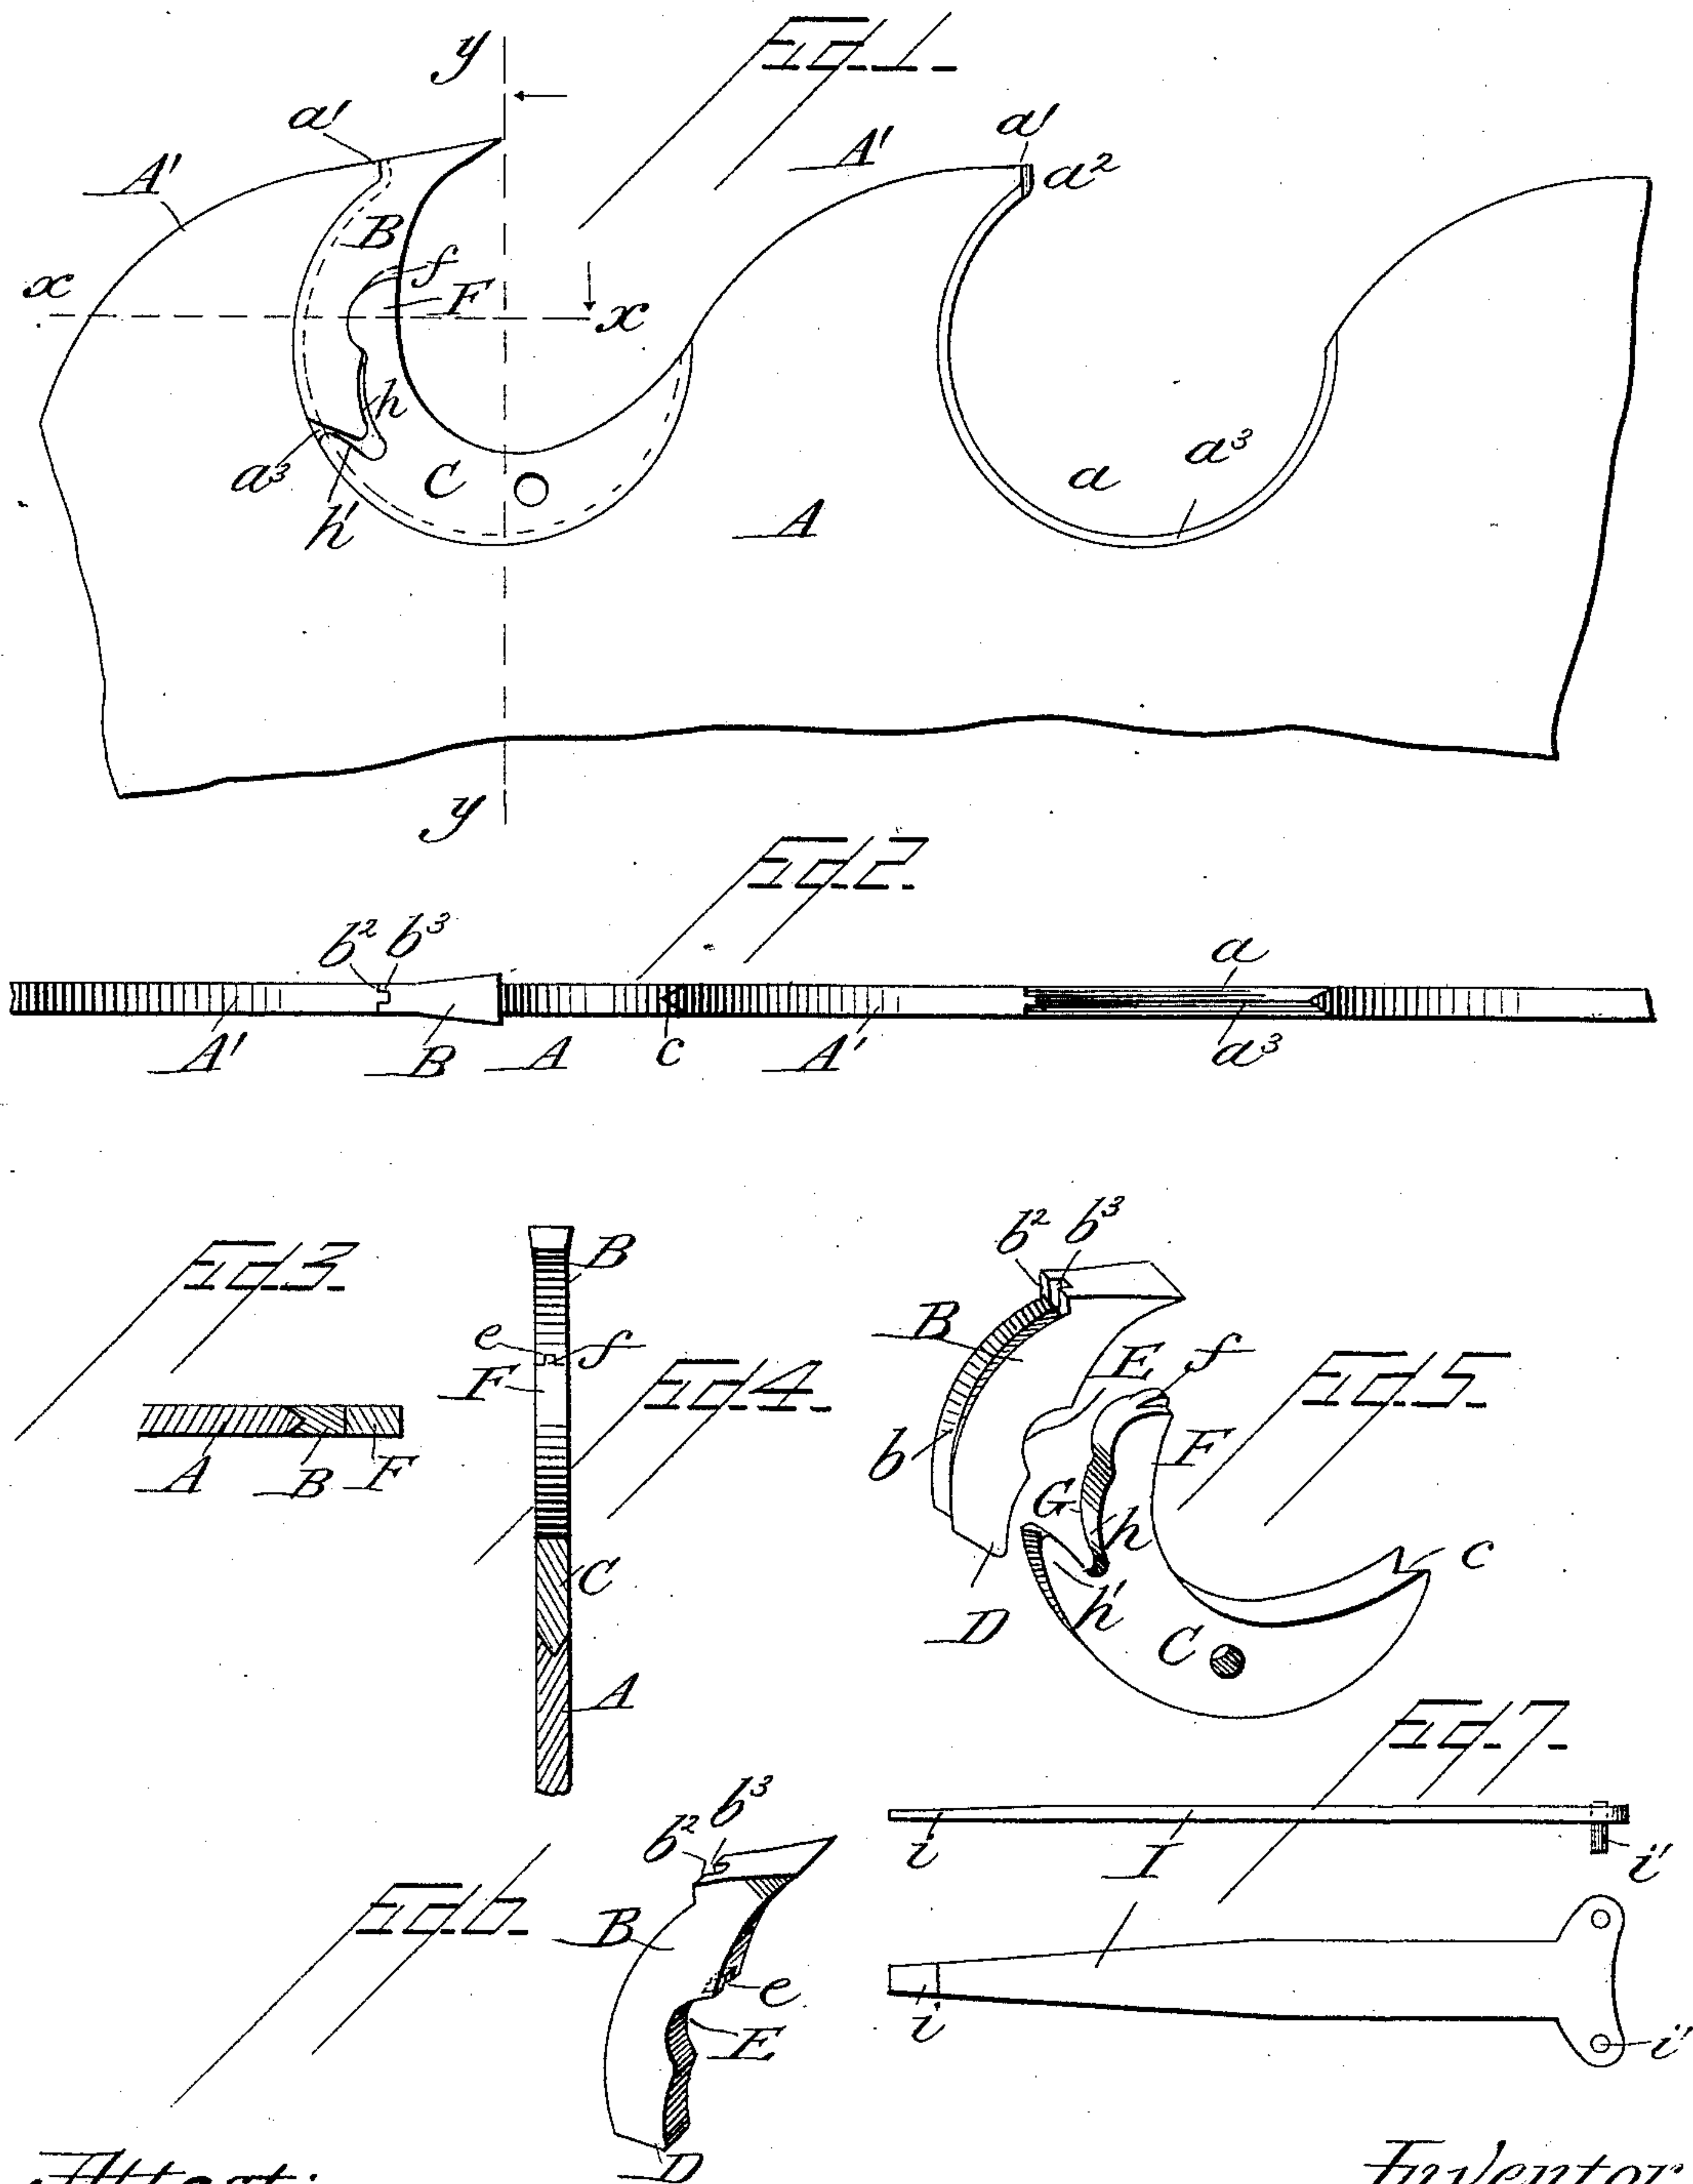 Fig. 1.
y
a'
A'
A'
a'
a²
B
f
F
x
x
h
a³
h'
C
a
a³
A
y
Fig. 2.
b² b³
a
A'
B
A
c
A'
a³
Fig. 3.
A
B
F
Fig. 4.
B
e
f
F
C
A
Fig. 5.
b² b³
B
E
f
b
F
G
h
c
h'
D
C
Fig. 6.
b² b³
B
e
E
D
Fig. 7.
i
I
i'
i
i'
Attest:
Inventor